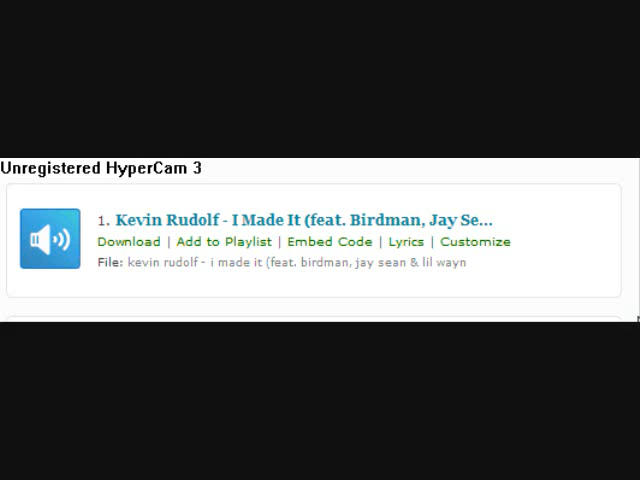 Unregistered HyperCam 3
1. Kevin Rudolf - I Made It (feat. Birdman, Jay Se...
Download | Add to Playlist | Embed Code | Lyrics | Customize
File: kevin rudolf - i made it (feat. birdman, jay sean & lil wayn